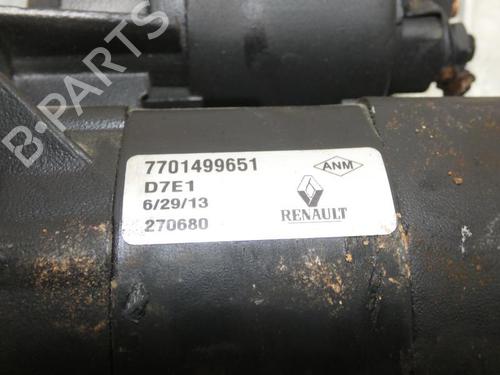 B-PARTS
7701499651
D7E1
6/29/13
270680
ANM
RENAULT